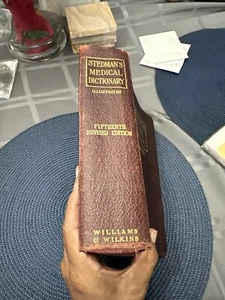 STEDMAN'S
MEDICAL
DICTIONARY
ILLUSTRATED
FIFTEENTH
REVISED·EDITION
WILLIAMS
& WILKINS